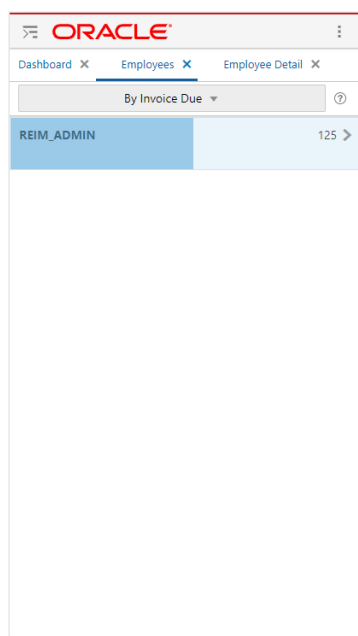 ORACLE
Dashboard Employees Employee Detail
By Invoice Due
REIM_ADMIN 125